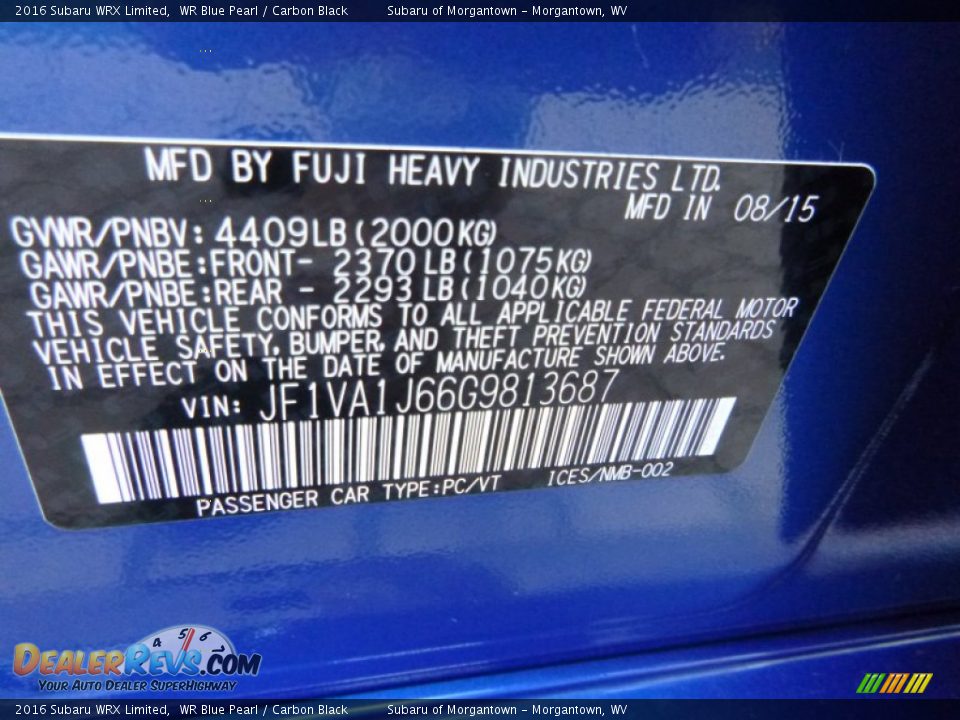 2016 Subaru WRX Limited, WR Blue Pearl / Carbon Black Subaru of Morgantown - Morgantown, WV
MFD BY FUJI HEAVY INDUSTRIES LTD.
MFD IN 08/15
GVWR/PNBV: 4409LB (2000KG)
GAWR/PNBE:FRONT- 2370 LB (1075KG)
GAWR/PNBE:REAR - 2293 LB (1040KG)
THIS VEHICLE CONFORMS TO ALL APPLICABLE FEDERAL MOTOR
VEHICLE SAFETY, BUMPER, AND THEFT PREVENTION STANDARDS
IN EFFECT ON THE DATE OF MANUFACTURE SHOWN ABOVE.
VIN: JF1VA1J66G9813687
PASSENGER CAR TYPE:PC/VT ICES/NMB-002
4 5 6
DealerRevs.com
Your Auto Dealer SuperHighway
2016 Subaru WRX Limited, WR Blue Pearl / Carbon Black Subaru of Morgantown - Morgantown, WV